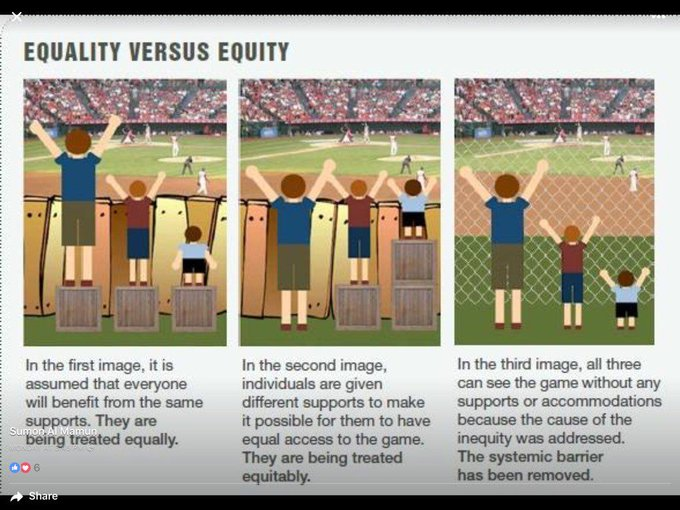 EQUALITY VERSUS EQUITY
In the first image, it is
assumed that everyone
will benefit from the same
supports. They are
being treated equally.
In the second image,
individuals are given
different supports to make
it possible for them to have
equal access to the game.
They are being treated
equitably.
In the third image, all three
can see the game without any
supports or accommodations
because the cause of the
inequity was addressed.
The systemic barrier
has been removed.
Sumon Al Mamun
6
Share